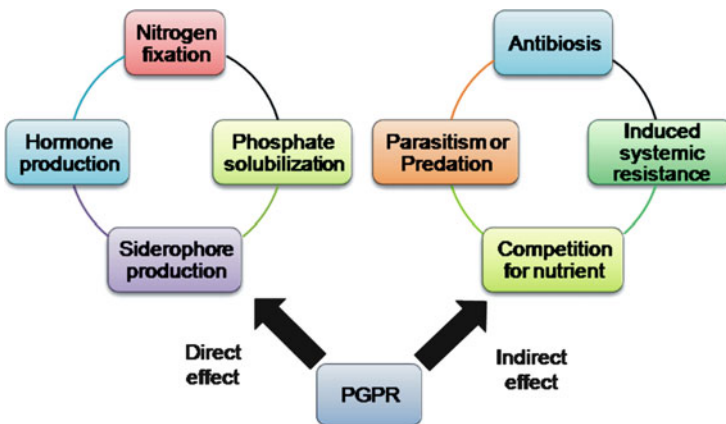 Nitrogen
fixation
Hormone
production
Phosphate
solubilization
Siderophore
production
Antibiosis
Parasitism or
Predation
Induced
systemic
resistance
Competition
for nutrient
Direct
effect
Indirect
effect
PGPR